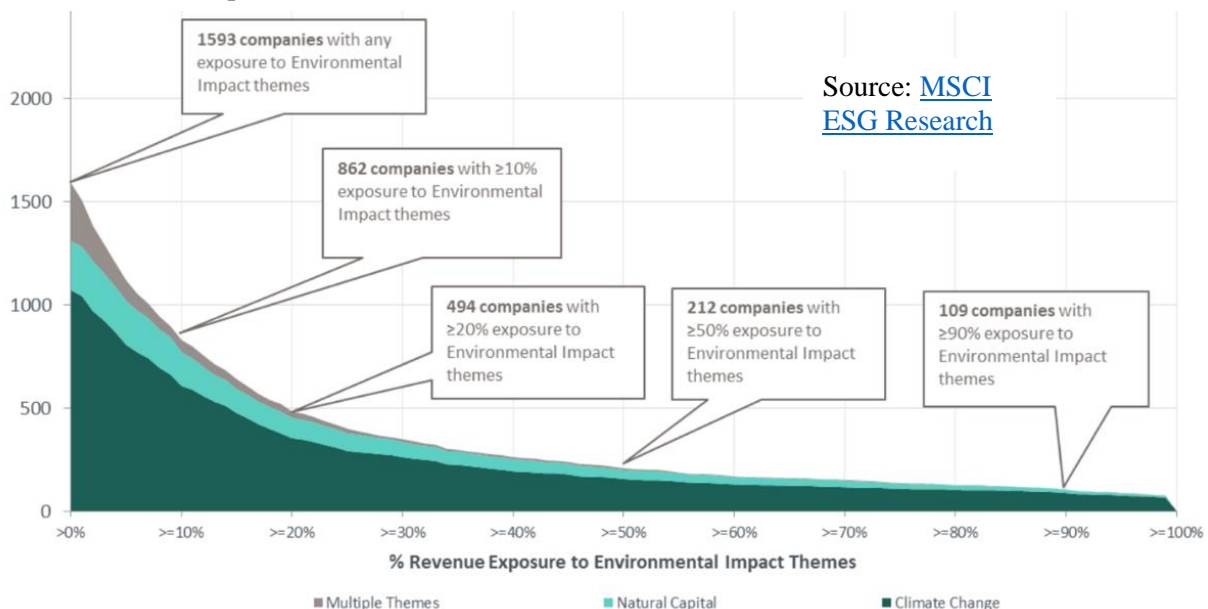 1593 companies with any
exposure to Environmental
Impact themes
Source: MSCI
ESG Research
862 companies with ≥10%
exposure to Environmental
Impact themes
494 companies with
≥20% exposure to
Environmental Impact
themes
212 companies with
≥50% exposure to
Environmental Impact
themes
109 companies with
≥90% exposure to
Environmental Impact
themes
2000
1500
1000
500
0
>0% >=10% >=20% >=30% >=40% >=50% >=60% >=70% >=80% >=90% >=100%
% Revenue Exposure to Environmental Impact Themes
Multiple Themes Natural Capital Climate Change